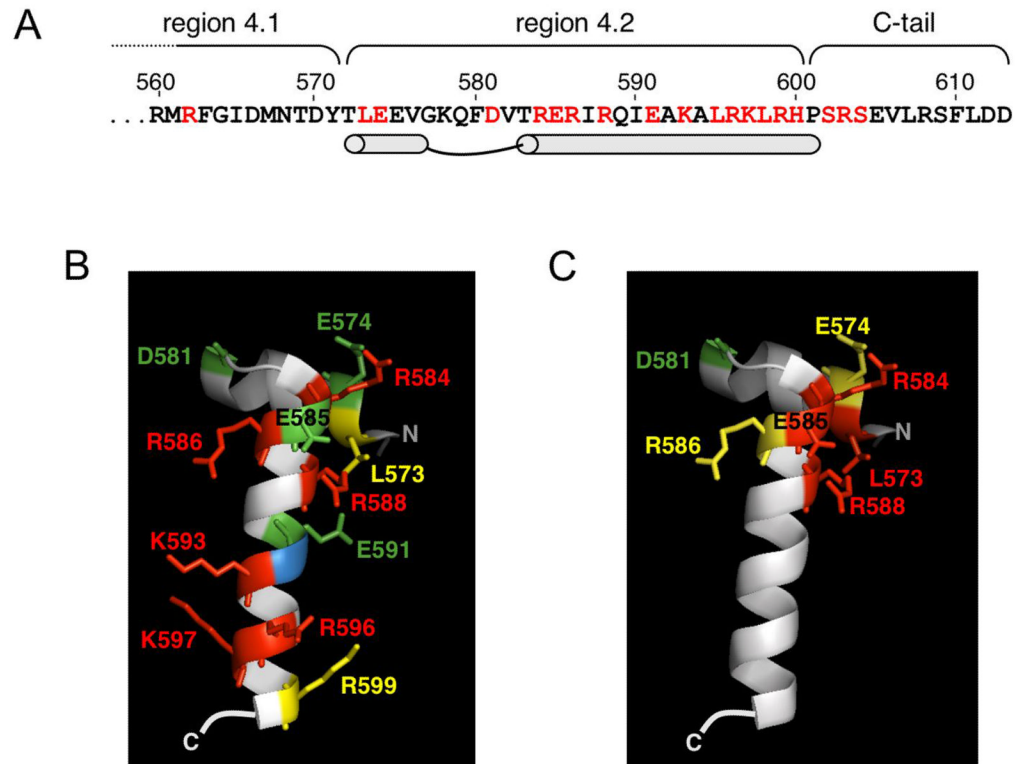 A
region 4.1 region 4.2 C-tail
560 570 580 590 600 610
...RMRFGIDMNTDYTLEEVGKQFDVTRERIRQIEAKALRKLRHPSRSEVLRSFLDD
B
E574
D581
R584
E585
R586
N
L573
R588
K593
E591
K597
R596
R599
C
C
E574
D581
R584
E585
R586
N
L573
R588
C